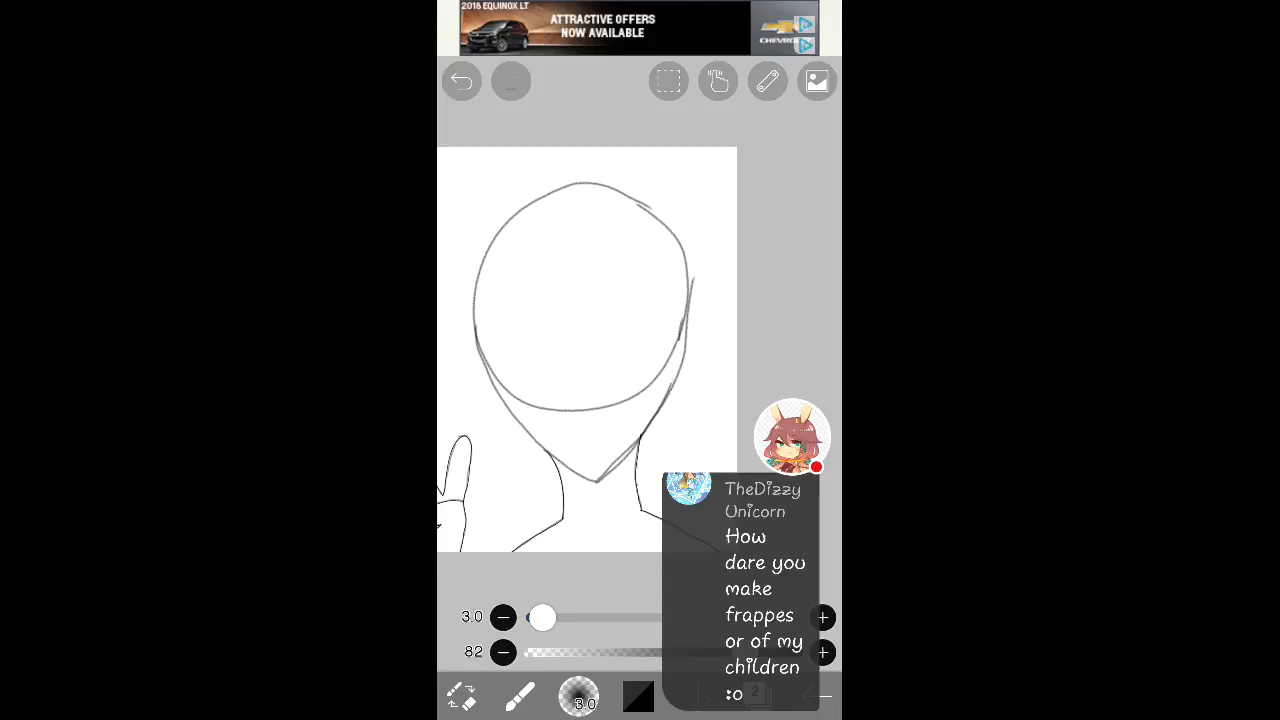 2018 EQUINOX LT
ATTRACTIVE OFFERS
NOW AVAILABLE
TheDizzy
Unicorn
How
dare you
make
frappes
or of my
children
:o
3.0
82
3.0
2